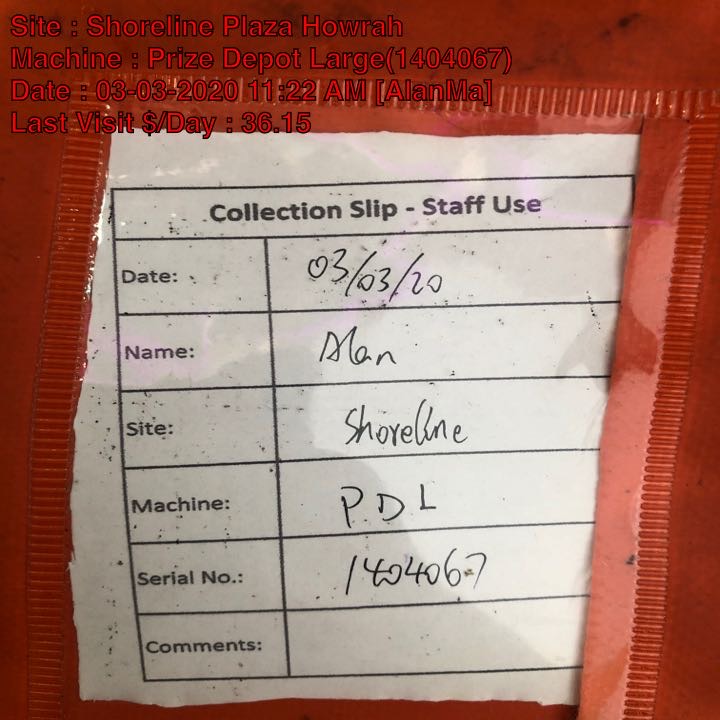 Site : Shoreline Plaza Howrah
Machine : Prize Depot Large(1404067)
Date : 03-03-2020 11:22 AM [AlanMa]
Last Visit $/Day : 36.15
Collection Slip - Staff Use
Date: 03/03/20
Name: Alan
Site: Shoreline
Machine: PDL
Serial No.: 1404067
Comments: